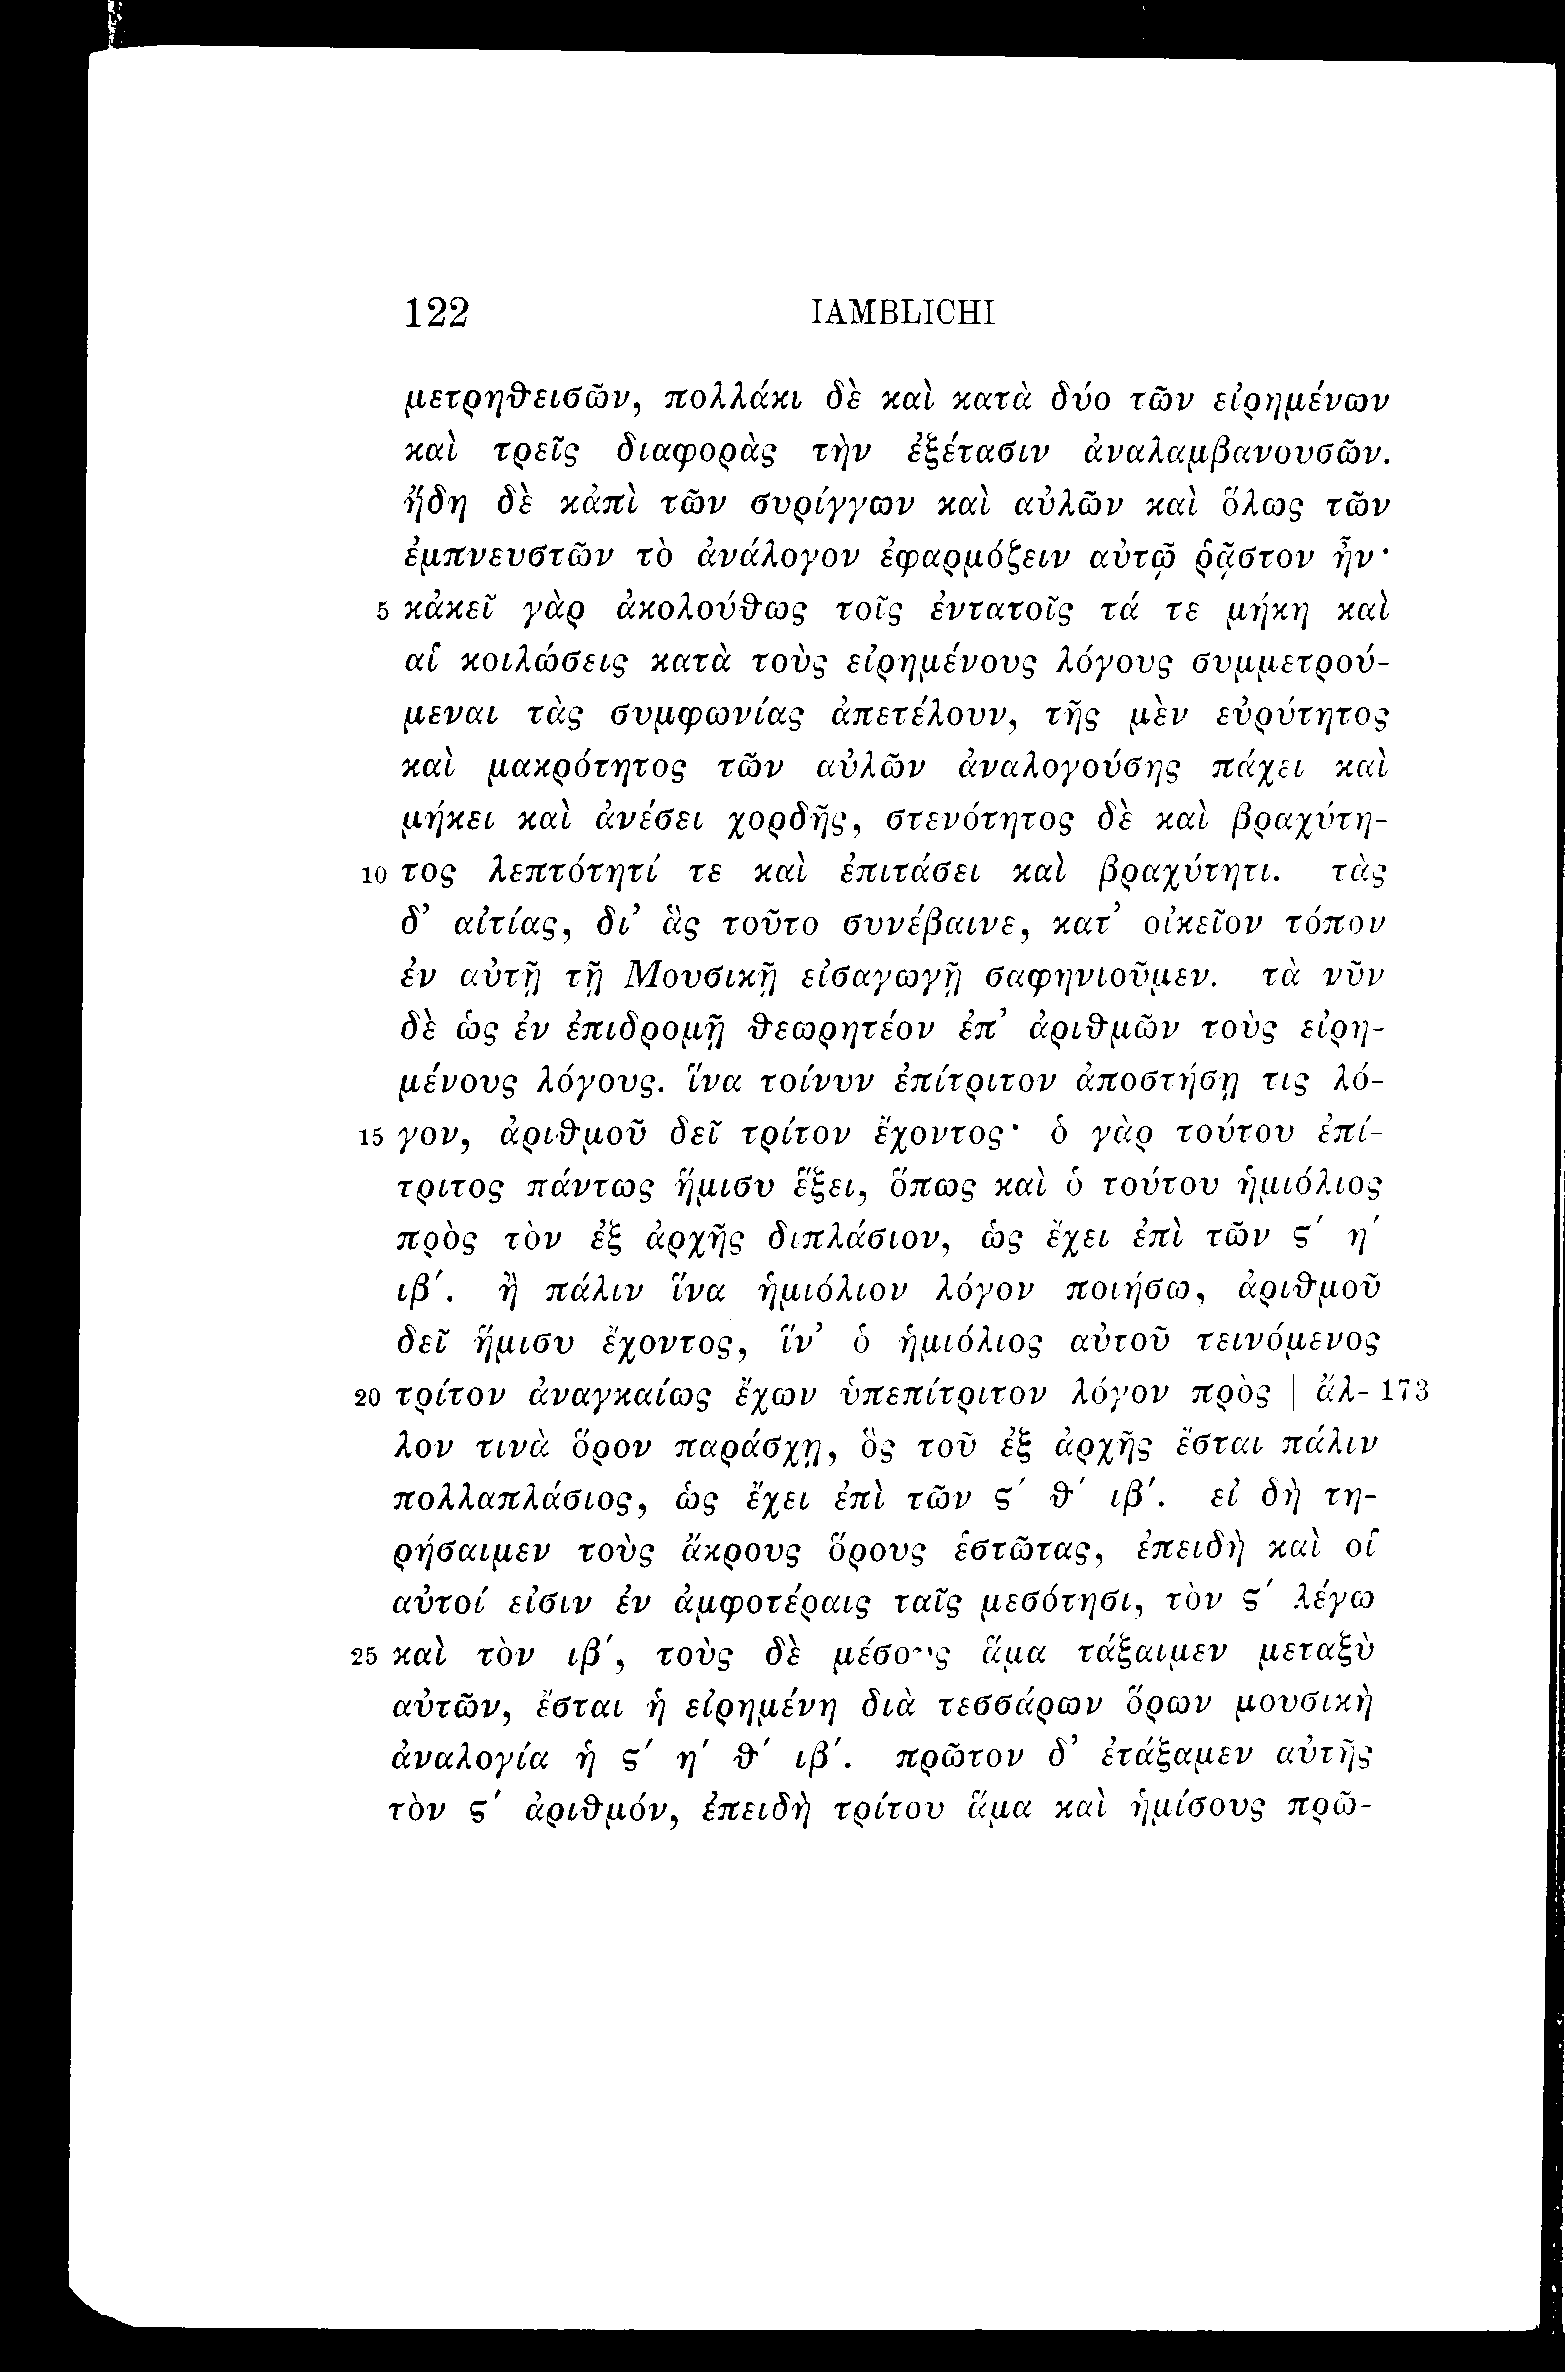 122 IAMBLICHI
μετρηθεισῶν, πολλάκι δὲ καὶ κατὰ δύο τῶν εἰρημένων
καὶ τρεῖς διαφορὰς τὴν ἐξέτασιν ἀναλαμβανουσῶν.
ἤδη δὲ κἀπὶ τῶν συρίγγων καὶ αὐλῶν καὶ ὅλως τῶν
ἐμπνευστῶν τὸ ἀνάλογον ἐφαρμόζειν αὐτῷ ῥᾷστον ἦν·
5 κἀκεῖ γὰρ ἀκολούθως τοῖς ἐντατοῖς τά τε μήκη καὶ
αἱ κοιλώσεις κατὰ τοὺς εἰρημένους λόγους συμμετρού-
μεναι τὰς συμφωνίας ἀπετέλουν, τῆς μὲν εὐρύτητος
καὶ μακρότητος τῶν αὐλῶν ἀναλογούσης πάχει καὶ
μήκει καὶ ἀνέσει χορδῆς, στενότητος δὲ καὶ βραχύτη-
10 τος λεπτότητί τε καὶ ἐπιτάσει καὶ βραχύτητι. τὰς
δ’ αἰτίας, δι’ ἃς τοῦτο συνέβαινε, κατ’ οἰκεῖον τόπον
ἐν αὐτῇ τῇ Μουσικῇ εἰσαγωγῇ σαφηνιοῦμεν. τὰ νῦν
δὲ ὡς ἐν ἐπιδρομῇ θεωρητέον ἐπ’ ἀριθμῶν τοὺς εἰρη-
μένους λόγους. ἵνα τοίνυν ἐπίτριτον ἀποστήσῃ τις λό-
15 γον, ἀριθμοῦ δεῖ τρίτον ἔχοντος· ὁ γὰρ τούτου ἐπί-
τριτος πάντως ἥμισυ ἕξει, ὅπως καὶ ὁ τούτου ἡμιόλιος
πρὸς τὸν ἐξ ἀρχῆς διπλάσιον, ὡς ἔχει ἐπὶ τῶν ϛ΄ η΄
ιβ΄. ἢ πάλιν ἵνα ἡμιόλιον λόγον ποιήσω, ἀριθμοῦ
δεῖ ἥμισυ ἔχοντος, ἵν’ ὁ ἡμιόλιος αὐτοῦ τεινόμενος
20 τρίτον ἀναγκαίως ἔχων ὑπεπίτριτον λόγον πρὸς | ἄλ- 173
λον τινὰ ὅρον παράσχῃ, ὃς τοῦ ἐξ ἀρχῆς ἔσται πάλιν
πολλαπλάσιος, ὡς ἔχει ἐπὶ τῶν ϛ΄ θ΄ ιβ΄. εἰ δὴ τη-
ρήσαιμεν τοὺς ἄκρους ὅρους ἑστῶτας, ἐπειδὴ καὶ οἱ
αὐτοί εἰσιν ἐν ἀμφοτέραις ταῖς μεσότησι, τὸν ϛ΄ λέγω
25 καὶ τὸν ιβ΄, τοὺς δὲ μέσους ἅμα τάξαιμεν μεταξὺ
αὐτῶν, ἔσται ἡ εἰρημένη διὰ τεσσάρων ὅρων μουσικὴ
ἀναλογία ἡ ϛ΄ η΄ θ΄ ιβ΄. πρῶτον δ’ ἐτάξαμεν αὐτῆς
τὸν ϛ΄ ἀριθμόν, ἐπειδὴ τρίτου ἅμα καὶ ἡμίσους πρῶ-